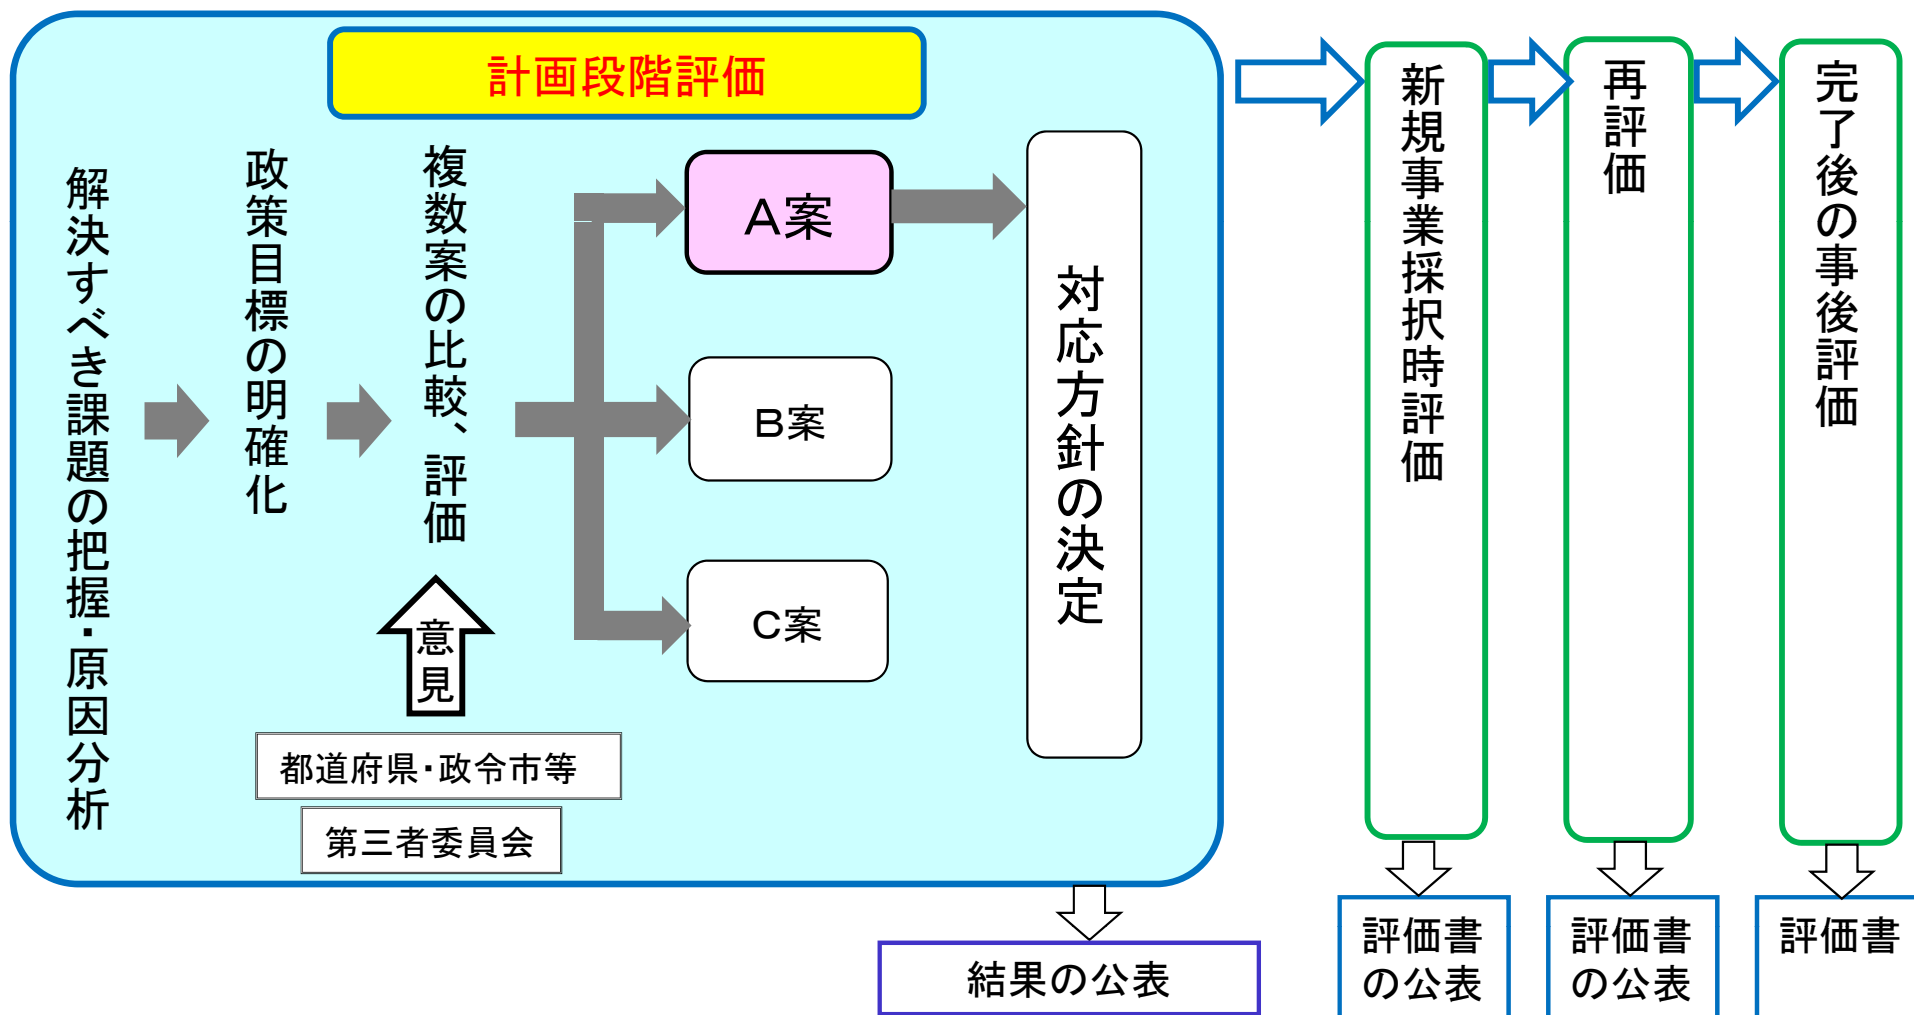 計画段階評価
解決すべき課題の把握・原因分析
政策目標の明確化
複数案の比較、評価
意見
都道府県・政令市等
第三者委員会
A案
B案
C案
対応方針の決定
結果の公表
新規事業採択時評価
評価書
の公表
再評価
評価書
の公表
完了後の事後評価
評価書